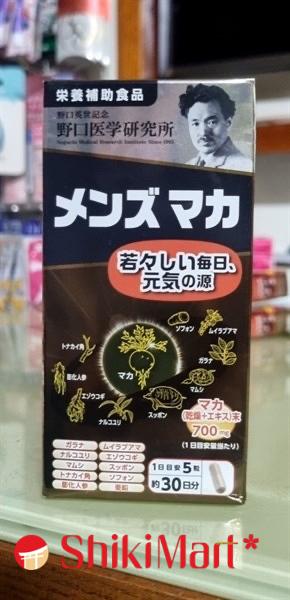 栄養補助食品
野口英世記念
野口医学研究所
Noguchi Medical Research Institute Since 1983
メンズ マカ
若々しい毎日、
元気の源
ソフォン
ムイラプアマ
トナカイ角
ガラナ
膨化人参
マカ
マムシ
エゾウコギ
スッポン
ナルコユリ
マカ
(乾燥+エキス)末
700mg
(1日目安量当たり)
ガラナ ムイラプアマ
ナルコユリ エゾウコギ
マムシ スッポン
トナカイ角 ソフォン
膨化人参 亜鉛
1日目安 5粒
約30日分
ShikiMart*